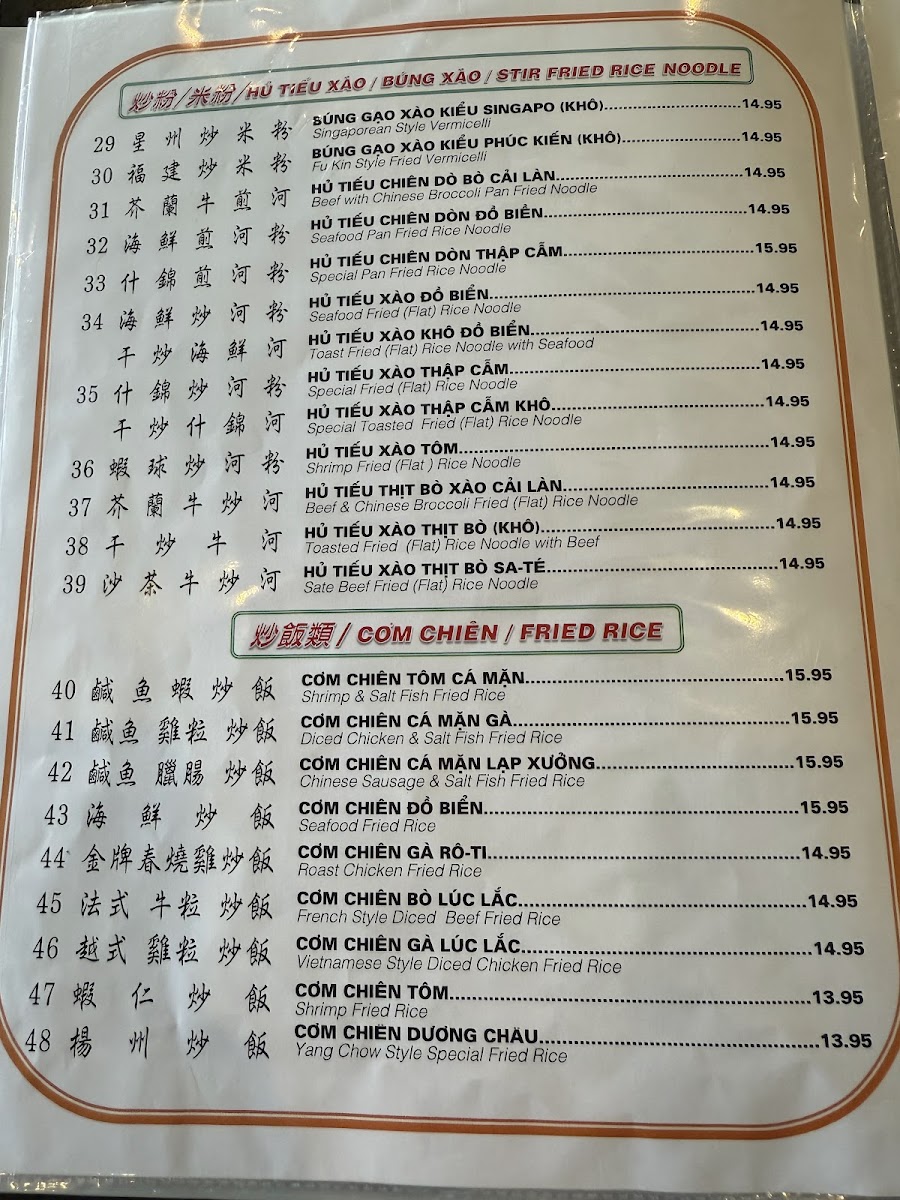 炒粉/米粉/HỦ TIẾU XÀO / BÚNG XÀO / STIR FRIED RICE NOODLE
29 星州炒米粉 BÚNG GẠO XÀO KIỂU SINGAPO (KHÔ)...14.95
Singaporean Style Vermicelli
30 福建炒米粉 BÚNG GẠO XÀO KIỂU PHÚC KIẾN (KHÔ)...14.95
Fu Kin Style Fried Vermicelli
31 芥蘭牛煎河 HỦ TIẾU CHIÊN DÒ BÒ CẢI LÀN...14.95
Beef with Chinese Broccoli Pan Fried Noodle
32 海鮮煎河粉 HỦ TIẾU CHIÊN DÒN ĐỒ BIỂN...14.95
Seafood Pan Fried Rice Noodle
33 什錦煎河粉 HỦ TIẾU CHIÊN DÒN THẬP CẪM...15.95
Special Pan Fried Rice Noodle
34 海鮮炒河粉 HỦ TIẾU XÀO ĐỒ BIỂN...14.95
Seafood Fried (Flat) Rice Noodle
干炒海鮮河 HỦ TIẾU XÀO KHÔ ĐỒ BIỂN...14.95
Toast Fried (Flat) Rice Noodle with Seafood
35 什錦炒河粉 HỦ TIẾU XÀO THẬP CẪM...14.95
Special Fried (Flat) Rice Noodle
干炒什錦河 HỦ TIẾU XÀO THẬP CẪM KHÔ...14.95
Special Toasted Fried (Flat) Rice Noodle
36 蝦球炒河粉 HỦ TIẾU XÀO TÔM...14.95
Shrimp Fried (Flat ) Rice Noodle
37 芥蘭牛炒河 HỦ TIẾU THỊT BÒ XÀO CẢI LÀN...14.95
Beef & Chinese Broccoli Fried (Flat) Rice Noodle
38 干炒牛河 HỦ TIẾU XÀO THỊT BÒ (KHÔ)...14.95
Toasted Fried (Flat) Rice Noodle with Beef
39 沙茶牛炒河 HỦ TIẾU XÀO THỊT BÒ SA-TÉ...14.95
Sate Beef Fried (Flat) Rice Noodle
炒飯類 / CƠM CHIÊN / FRIED RICE
40 鹹魚蝦炒飯 CƠM CHIÊN TÔM CÁ MẶN...15.95
Shrimp & Salt Fish Fried Rice
41 鹹魚雞粒炒飯 CƠM CHIÊN CÁ MẶN GÀ...15.95
Diced Chicken & Salt Fish Fried Rice
42 鹹魚臘腸炒飯 CƠM CHIÊN CÁ MẶN LẠP XƯỞNG...15.95
Chinese Sausage & Salt Fish Fried Rice
43 海鮮炒飯 CƠM CHIÊN ĐỒ BIỂN...15.95
Seafood Fried Rice
44 金牌春燒雞炒飯 CƠM CHIÊN GÀ RÔ-TI...14.95
Roast Chicken Fried Rice
45 法式牛粒炒飯 CƠM CHIÊN BÒ LÚC LẮC...14.95
French Style Diced Beef Fried Rice
46 越式雞粒炒飯 CƠM CHIÊN GÀ LÚC LẮC...14.95
Vietnamese Style Diced Chicken Fried Rice
47 蝦仁炒飯 CƠM CHIÊN TÔM...13.95
Shrimp Fried Rice
48 揚州炒飯 CƠM CHIÊN DƯƠNG CHÂU...13.95
Yang Chow Style Special Fried Rice